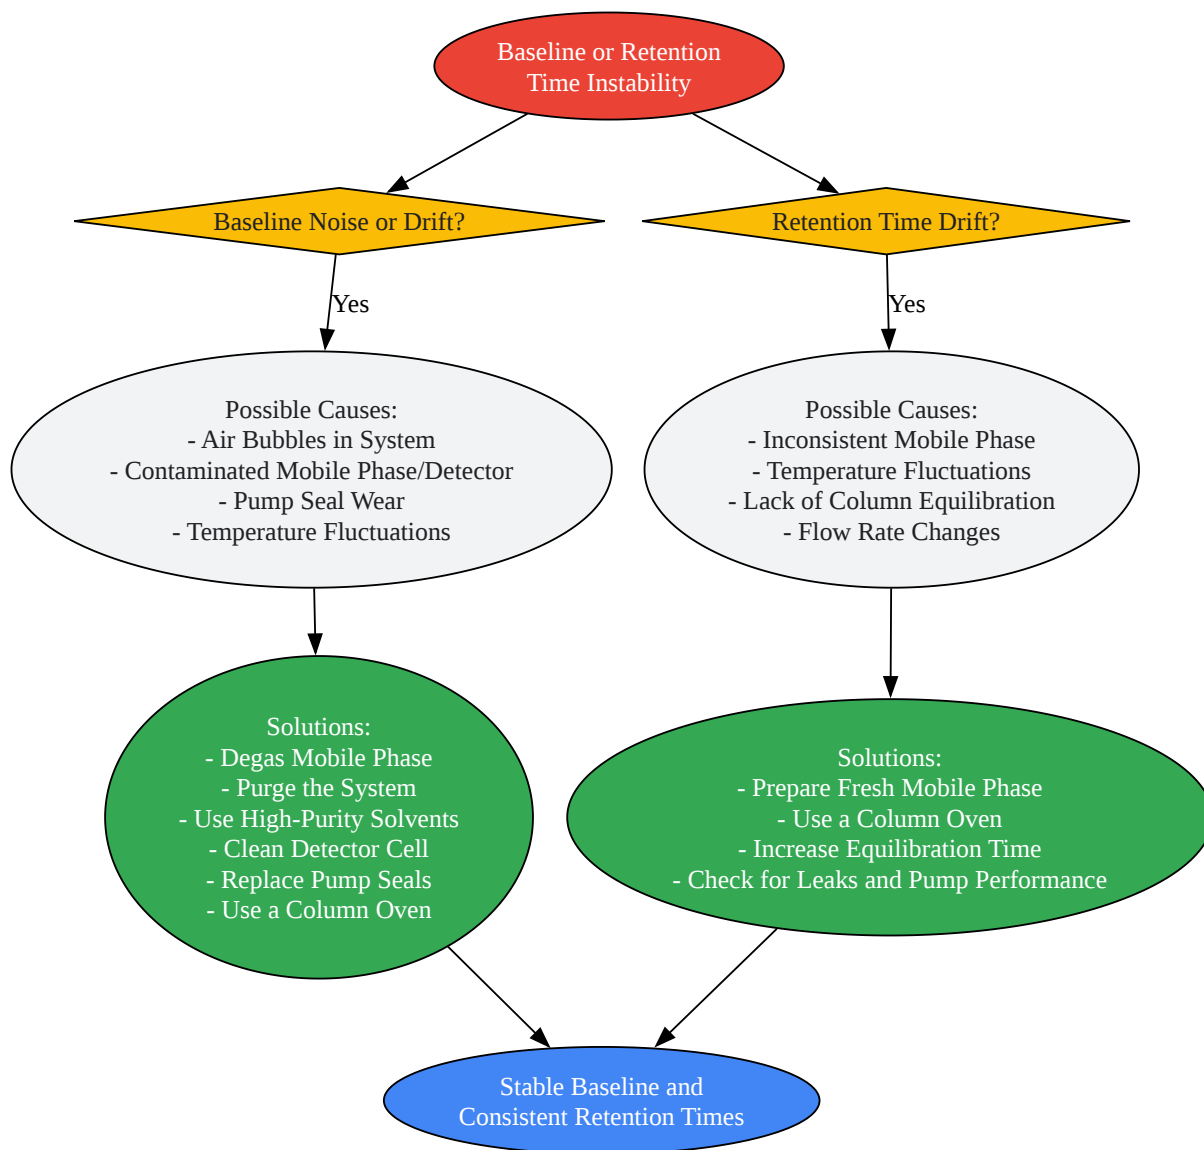 Baseline or Retention
Time Instability
Baseline Noise or Drift?
Retention Time Drift?
Yes
Yes
Possible Causes:
- Air Bubbles in System
- Contaminated Mobile Phase/Detector
- Pump Seal Wear
- Temperature Fluctuations
Possible Causes:
- Inconsistent Mobile Phase
- Temperature Fluctuations
- Lack of Column Equilibration
- Flow Rate Changes
Solutions:
- Degas Mobile Phase
- Purge the System
- Use High-Purity Solvents
- Clean Detector Cell
- Replace Pump Seals
- Use a Column Oven
Solutions:
- Prepare Fresh Mobile Phase
- Use a Column Oven
- Increase Equilibration Time
- Check for Leaks and Pump Performance
Stable Baseline and
Consistent Retention Times